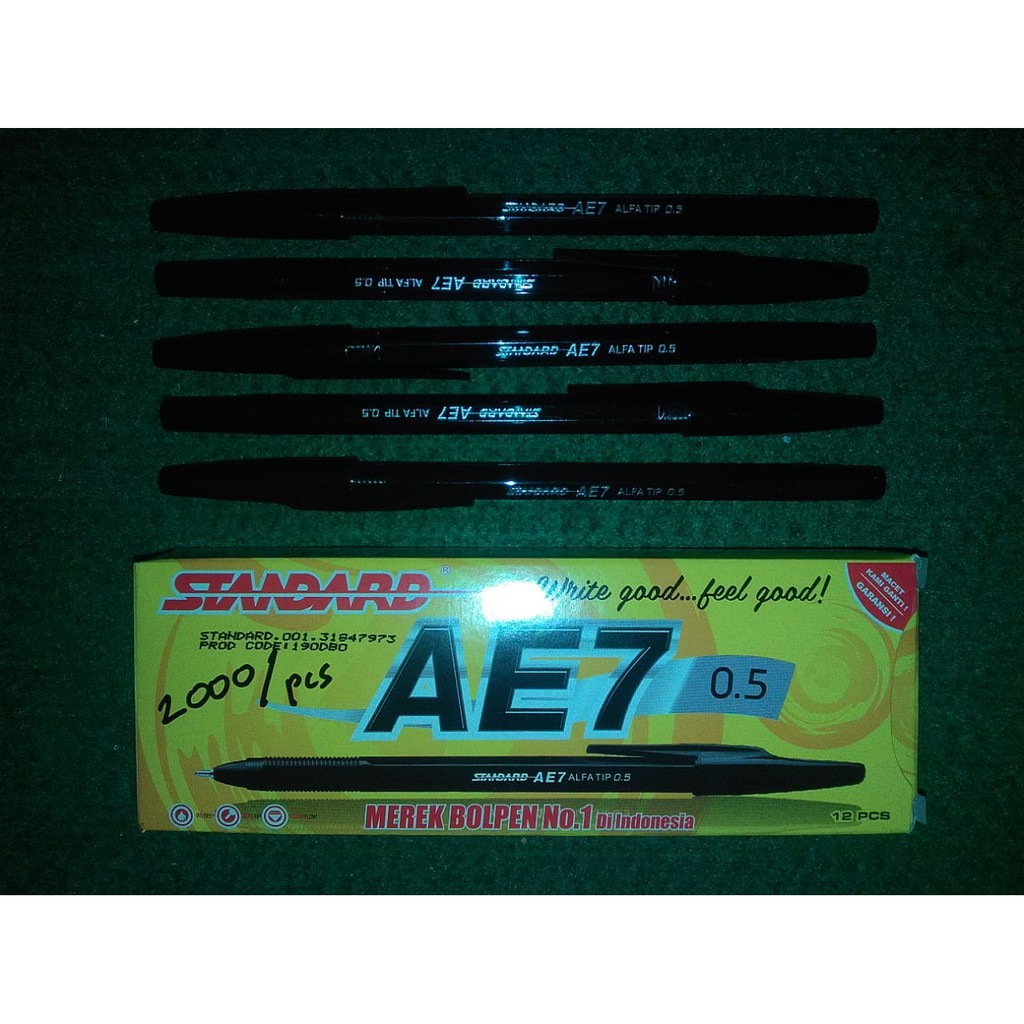 STANDARD AE7 ALFA TIP 0.5
STANDARD AE7 ALFA TIP 0.5
STANDARD AE7 ALFA TIP 0.5
STANDARD AE7 ALFA TIP 0.5
STANDARD AE7 ALFA TIP 0.5
STANDARD®
Write good...feel good!
MACET
KAMI GANTI!
GARANSI!
STANDARD.001.31647973
PROD CODE:190DB0
2000/pcs
AE7 0.5
STANDARD AE7 ALFA TIP 0.5
MEREK BOLPEN No.1 Di Indonesia
12 PCS